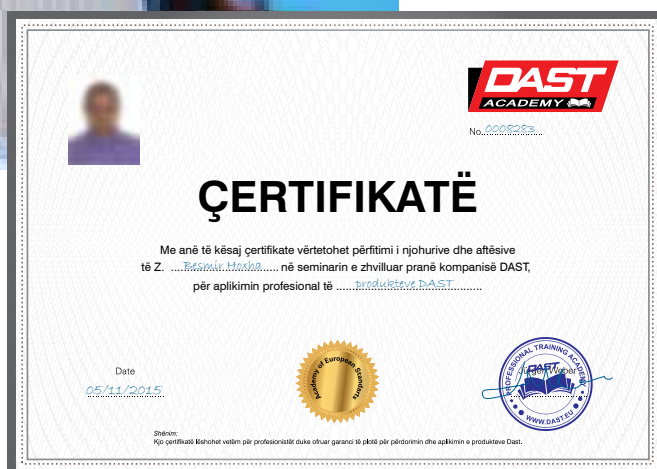 DAST
ACADEMY
No. 0008283
ÇERTIFIKATË
Me anë të kësaj çertifikate vërtetohet përfitimi i njohurive dhe aftësive
të Z. ....Besmir Hoxha..... në seminarin e zhvilluar pranë kompanisë DAST,
për aplikimin profesional të ......produkteve DAST.........
Date
05/11/2015
Academy of European Standarts
PROFESSIONAL TRAINING ACADEMY
Jürgen Weber
DAST
WWW.DAST.EU
Shënim:
Kjo çertifikatë lëshohet vetëm për profesionistët duke ofruar garanci të plotë për përdorimin dhe aplikimin e produkteve Dast.